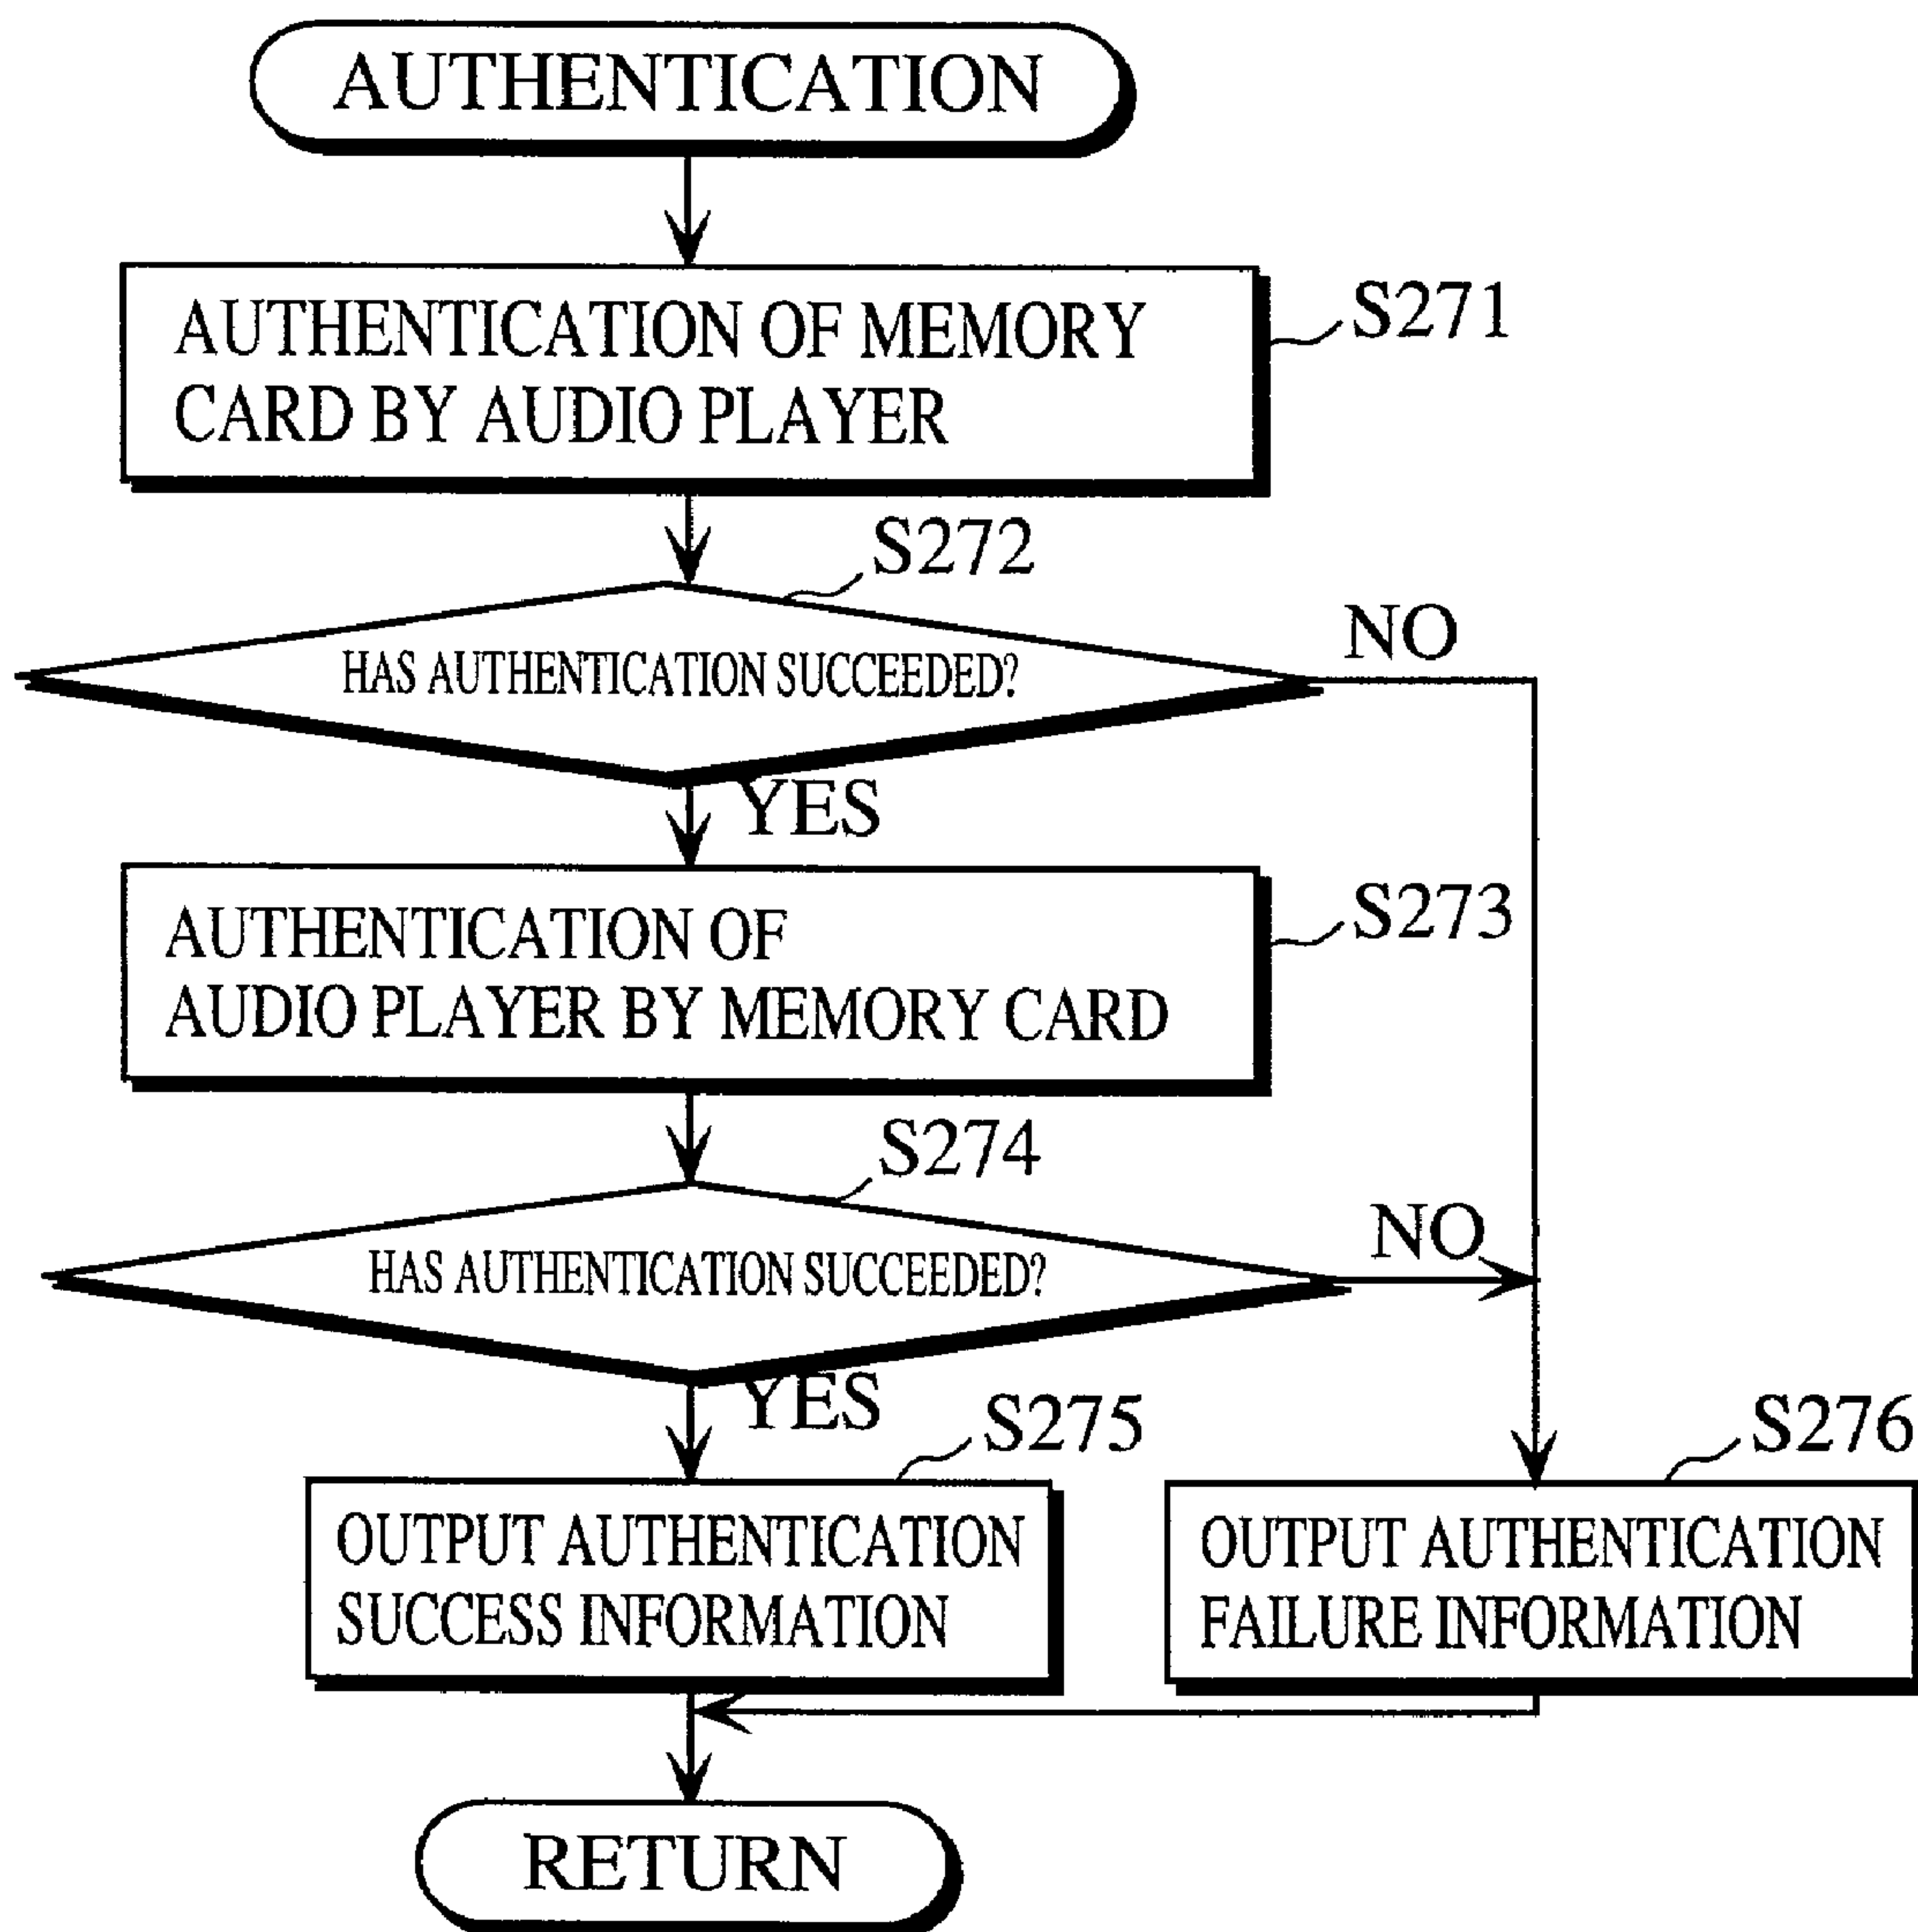 AUTHENTICATION
AUTHENTICATION OF MEMORY
CARD BY AUDIO PLAYER
S271
S272
HAS AUTHENTICATION SUCCEEDED?
NO
YES
AUTHENTICATION OF
AUDIO PLAYER BY MEMORY CARD
S273
S274
HAS AUTHENTICATION SUCCEEDED?
NO
YES
S275
OUTPUT AUTHENTICATION
SUCCESS INFORMATION
S276
OUTPUT AUTHENTICATION
FAILURE INFORMATION
RETURN